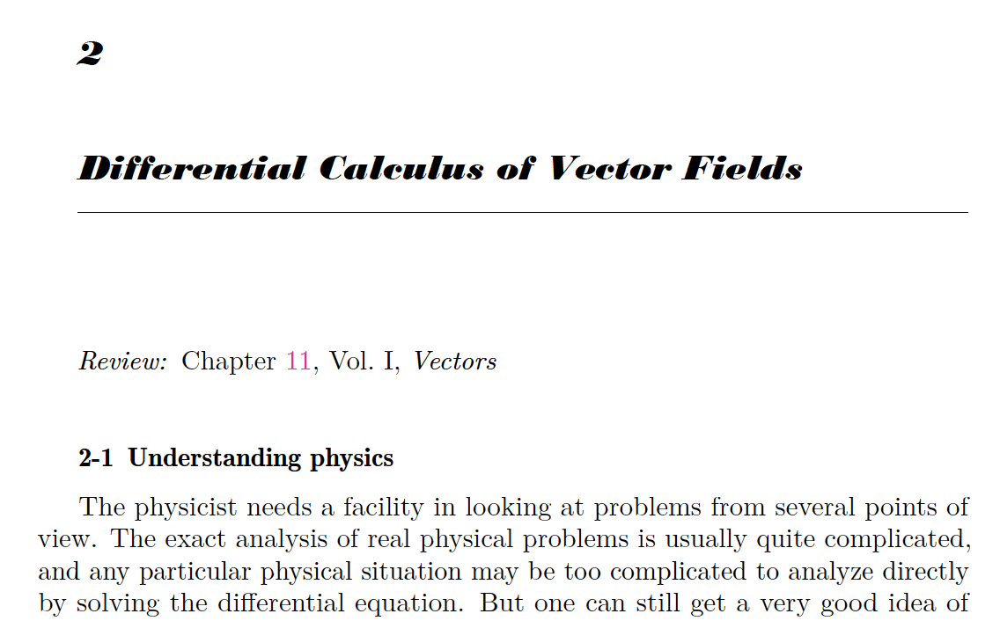 2
Differential Calculus of Vector Fields
Review: Chapter 11, Vol. I, Vectors
2-1 Understanding physics
The physicist needs a facility in looking at problems from several points of
view. The exact analysis of real physical problems is usually quite complicated,
and any particular physical situation may be too complicated to analyze directly
by solving the differential equation. But one can still get a very good idea of